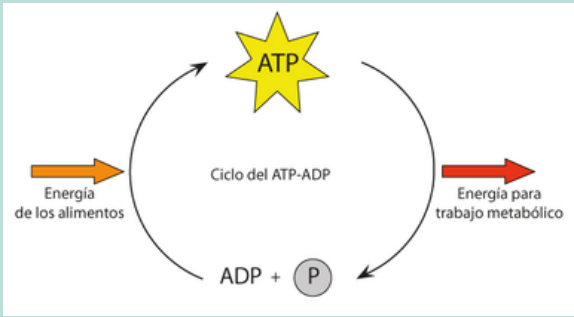 ATP
Ciclo del ATP-ADP
Energía
de los alimentos
Energía para
trabajo metabólico
ADP + P